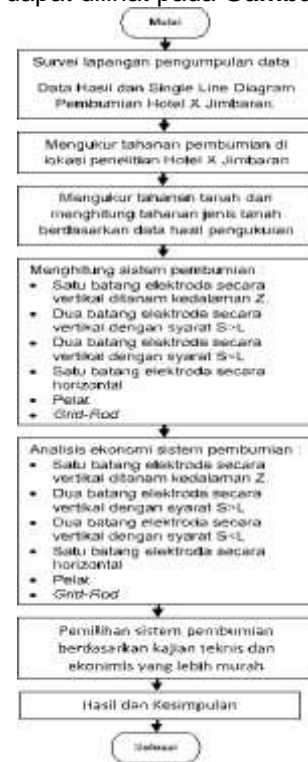 dapat dilihat pada Gamba
Mulai
Survei lapangan pengumpulan data :
Data Hasil dan Single Line Diagram
Pembumian Hotel X Jimbaran.
Mengukur tahanan pembumian di
lokasi penelitian Hotel X Jimbaran
Mengukur tahanan tanah dan
menghitung tahanan jenis tanah
berdasarkan data hasil pengukuran
Menghitung sistem pembumian :
• Satu batang elektroda secara
vertikal ditanam kedalaman Z.
• Dua batang elektroda secara
vertikal dengan syarat S>L
• Dua batang elektroda secara
vertikal dengan syarat S<L
• Satu batang elektroda secara
horizontal
• Pelat
• Grid-Rod
Analisis ekonomi sistem pembumian :
• Satu batang elektroda secara
vertikal ditanam kedalaman Z.
• Dua batang elektroda secara
vertikal dengan syarat S>L
• Dua batang elektroda secara
vertikal dengan syarat S<L
• Satu batang elektroda secara
horizontal
• Pelat
• Grid-Rod
Pemilihan sistem pembumian
berdasarkan kajian teknis dan
ekonimis yang lebih murah
Hasil dan Kesimpulan
Selesai